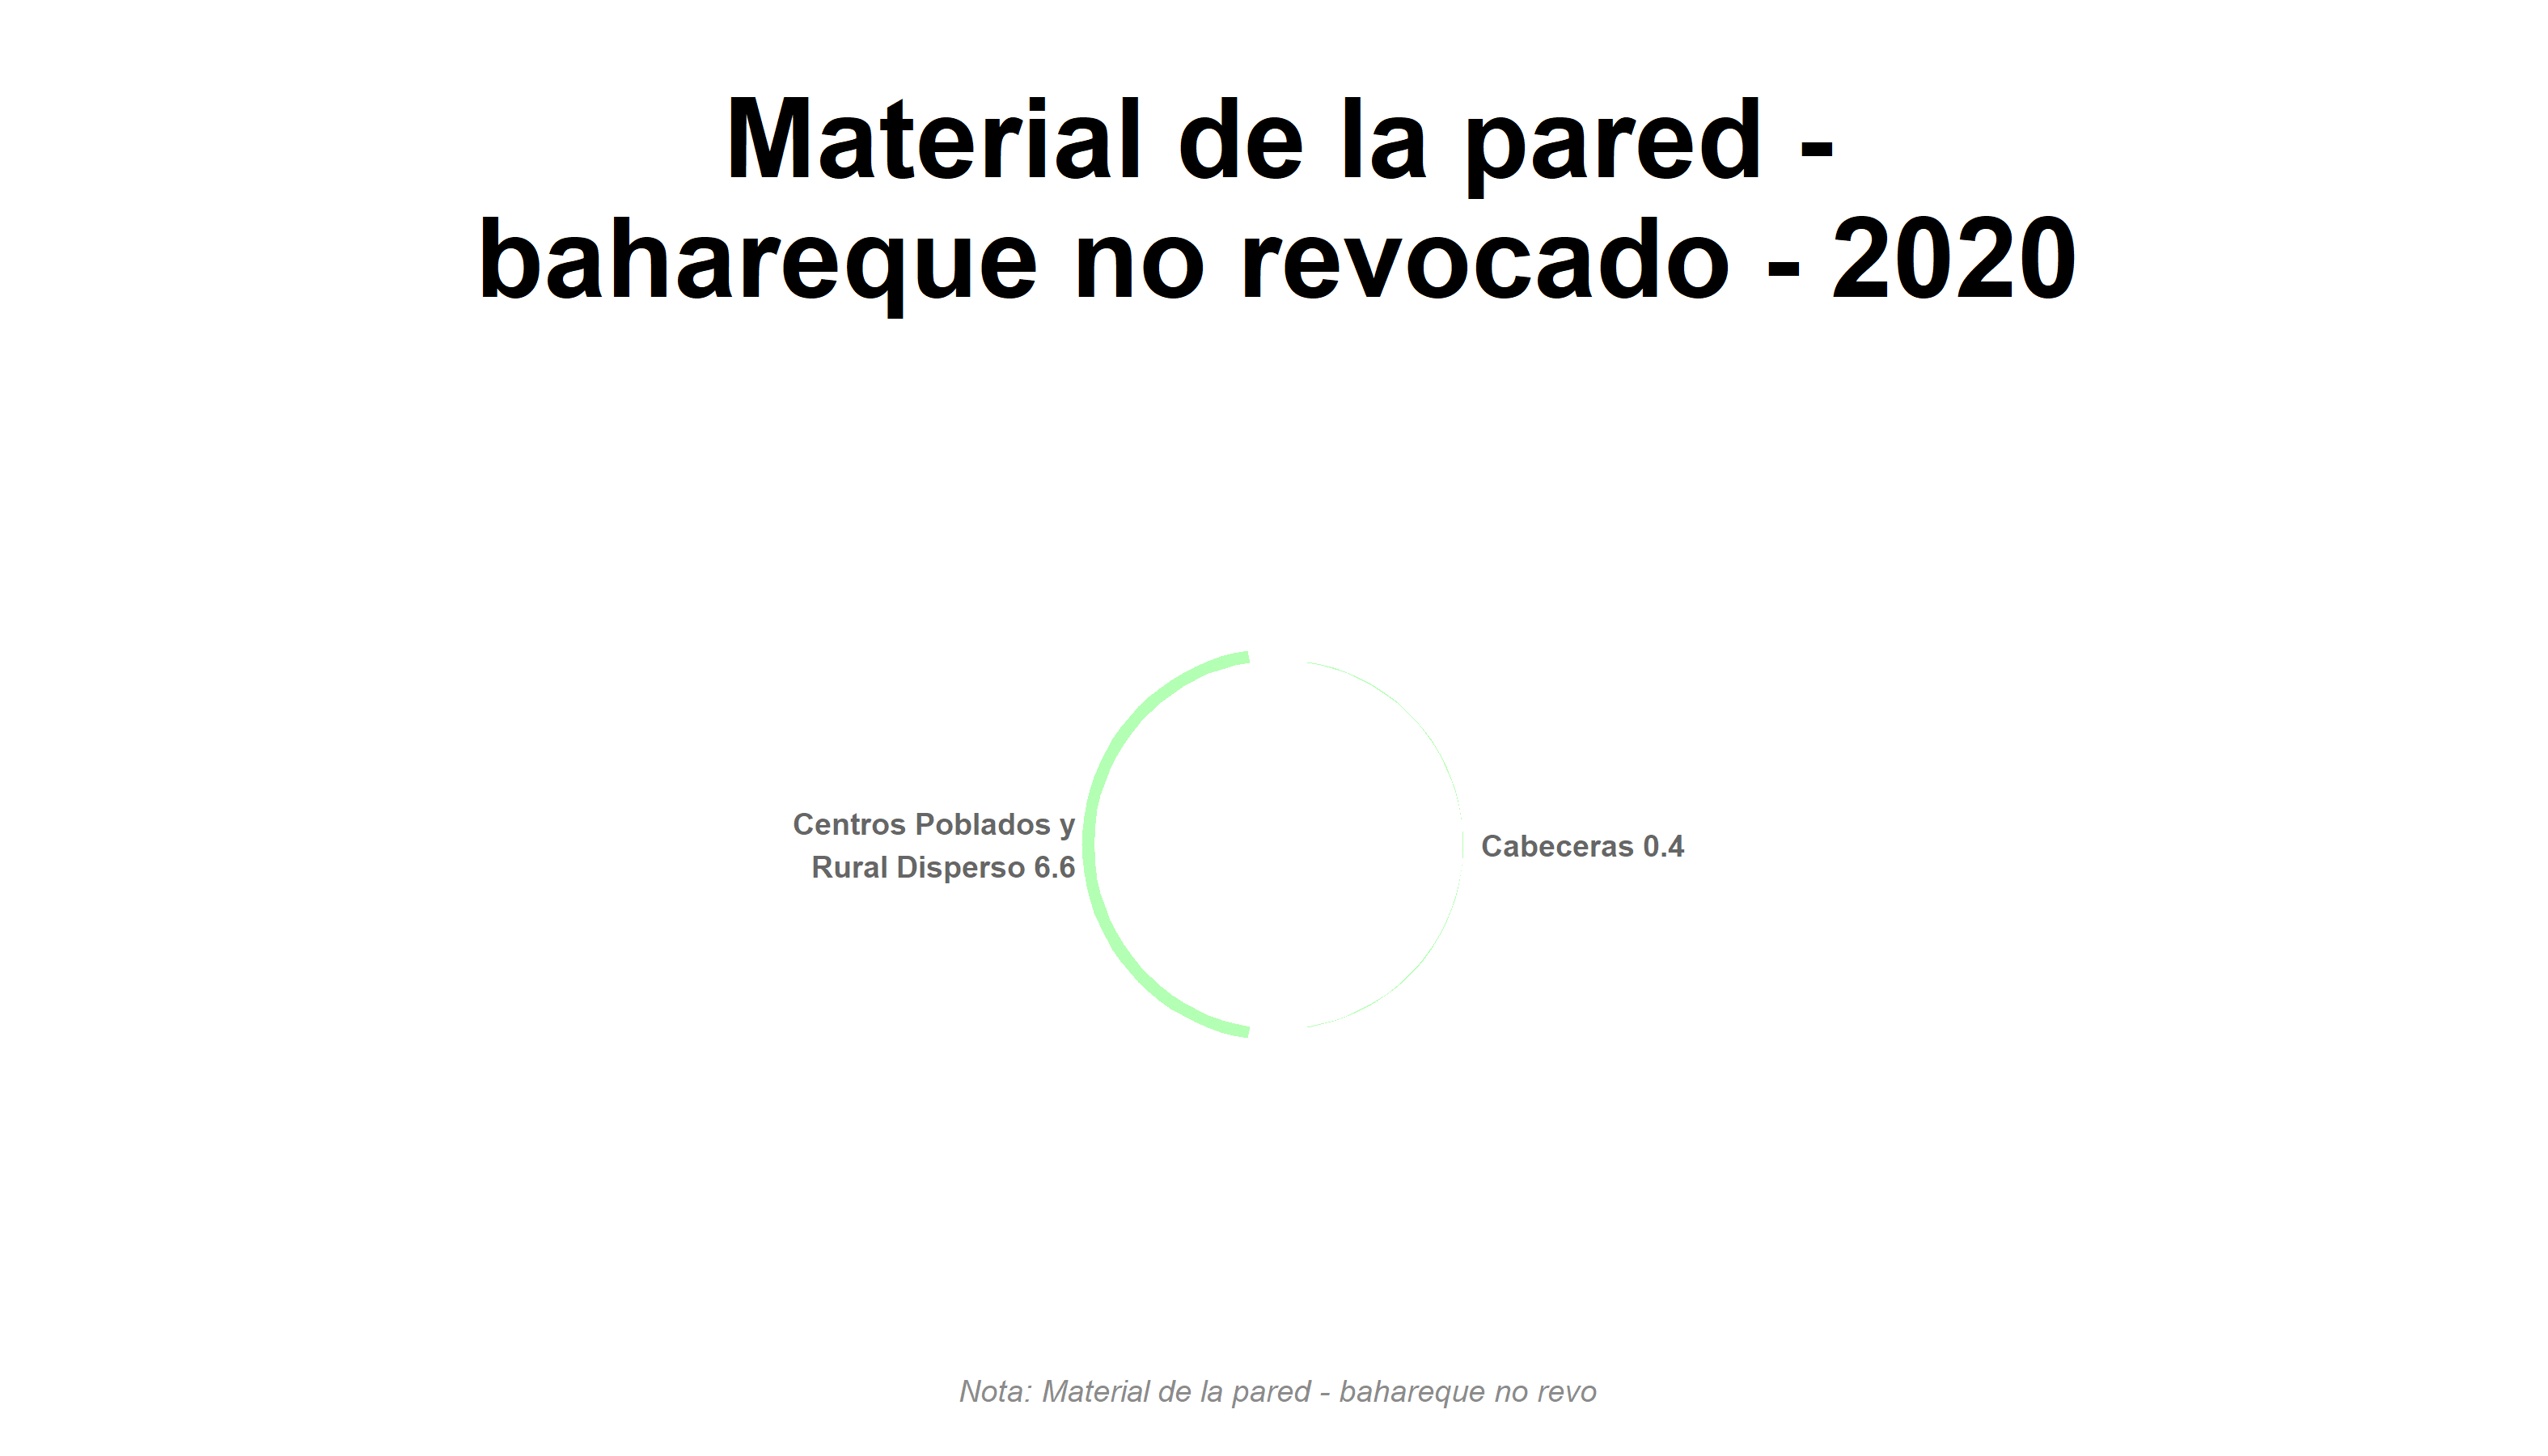 Material de la pared -
bahareque no revocado - 2020
Centros Poblados y
Rural Disperso 6.6
Cabeceras 0.4
Nota: Material de la pared - bahareque no revo